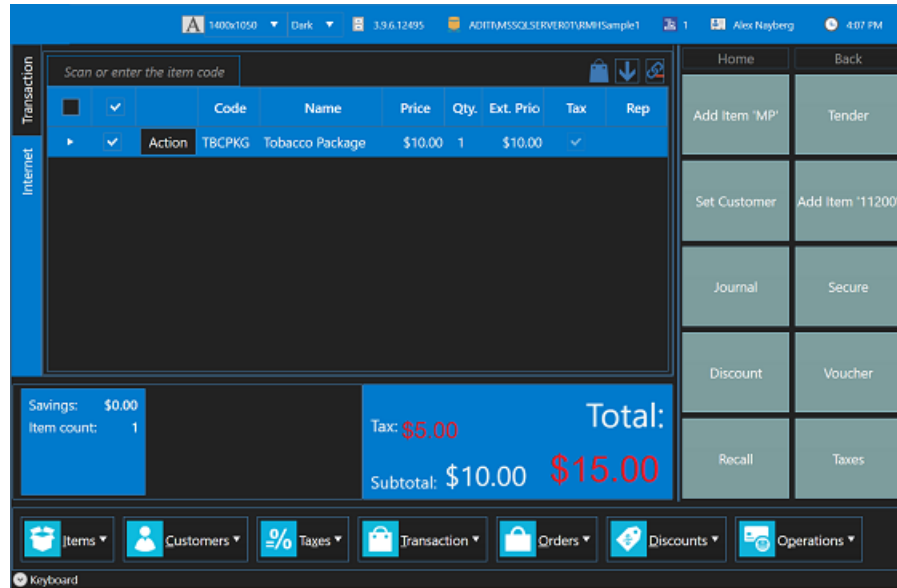 A 1400x1050 Dark 3.9.6.12495 ADITI\MSSQLSERVER01\RMHSample1 1 Alex Nayberg 4:07 PM
Transaction
Internet
Scan or enter the item code
Code Name Price Qty. Ext. Prio Tax Rep
Action TBCPKG Tobacco Package $10.00 1 $10.00
Savings: $0.00
Item count: 1
Tax: $5.00
Subtotal: $10.00
Total:
$15.00
Home Back
Add Item 'MP' Tender
Set Customer Add Item '11200'
Journal Secure
Discount Voucher
Recall Taxes
Items Customers Taxes Transaction Orders Discounts Operations
Keyboard